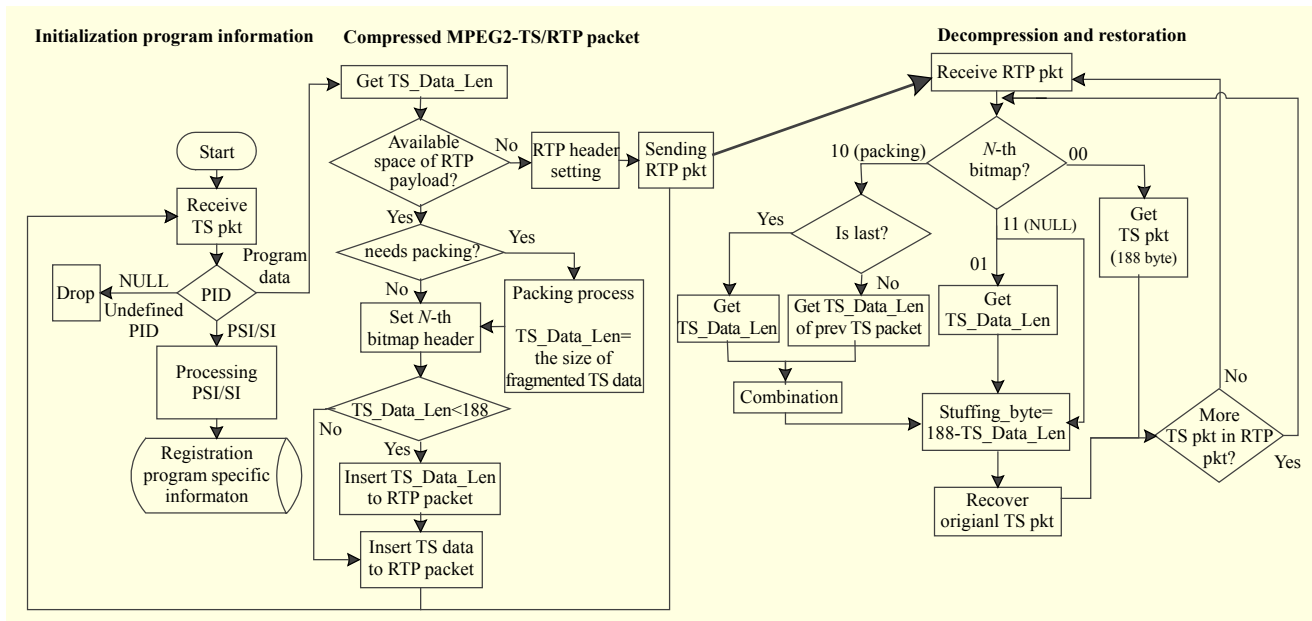 Initialization program information
Compressed MPEG2-TS/RTP packet
Decompression and restoration
Start
Receive
TS pkt
PID
NULL
Undefined
PID
Drop
Program
data
PSI/SI
Processing
PSI/SI
Registration
program specific
informaton
Get TS_Data_Len
Available
space of RTP
payload?
No
RTP header
setting
Sending
RTP pkt
Yes
needs packing?
Yes
Packing process
TS_Data_Len=
the size of
fragmented TS data
No
Set N-th
bitmap header
TS_Data_Len<188
No
Yes
Insert TS_Data_Len
to RTP packet
Insert TS data
to RTP packet
Receive RTP pkt
N-th
bitmap?
10 (packing)
00
Is last?
Yes
No
11 (NULL)
01
Get
TS pkt
(188 byte)
Get
TS_Data_Len
Get TS_Data_Len
of prev TS packet
Get
TS_Data_Len
Combination
Stuffing_byte=
188-TS_Data_Len
Recover
origianl TS pkt
No
More
TS pkt in RTP
pkt?
Yes